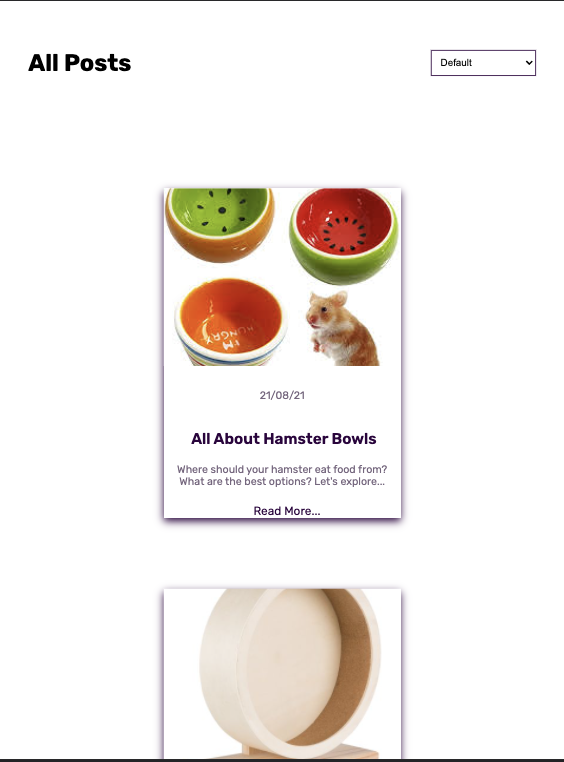 All Posts
Default
I'M
HUNGRY
21/08/21
All About Hamster Bowls
Where should your hamster eat food from?
What are the best options? Let's explore...
Read More...